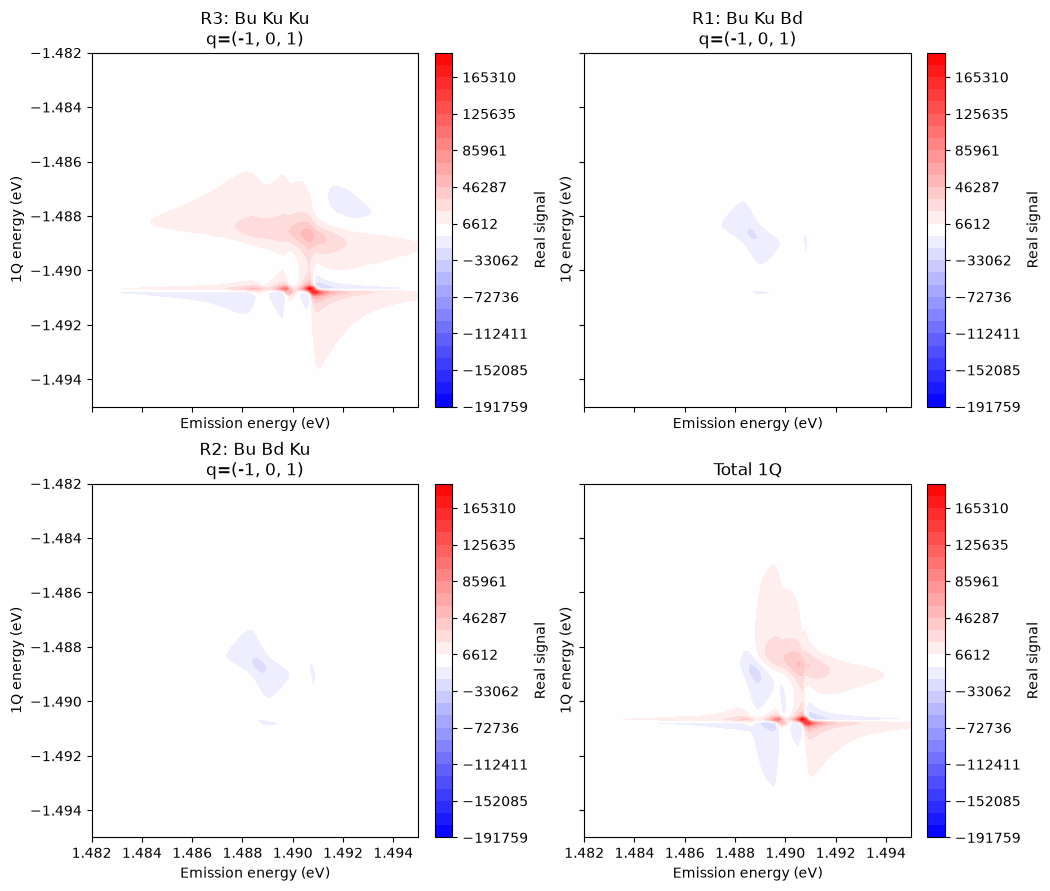 R3: Bu Ku Ku
q=(-1, 0, 1)
−1.482
−1.484
−1.486
−1.488
−1.490
−1.492
−1.494
1Q energy (eV)
Emission energy (eV)
165310
125635
85961
46287
6612
−33062
−72736
−112411
−152085
−191759
Real signal
R1: Bu Ku Bd
q=(-1, 0, 1)
1Q energy (eV)
Emission energy (eV)
165310
125635
85961
46287
6612
−33062
−72736
−112411
−152085
−191759
Real signal
R2: Bu Bd Ku
q=(-1, 0, 1)
−1.482
−1.484
−1.486
−1.488
−1.490
−1.492
−1.494
1Q energy (eV)
1.482 1.484 1.486 1.488 1.490 1.492 1.494
Emission energy (eV)
165310
125635
85961
46287
6612
−33062
−72736
−112411
−152085
−191759
Real signal
Total 1Q
1Q energy (eV)
1.482 1.484 1.486 1.488 1.490 1.492 1.494
Emission energy (eV)
165310
125635
85961
46287
6612
−33062
−72736
−112411
−152085
−191759
Real signal